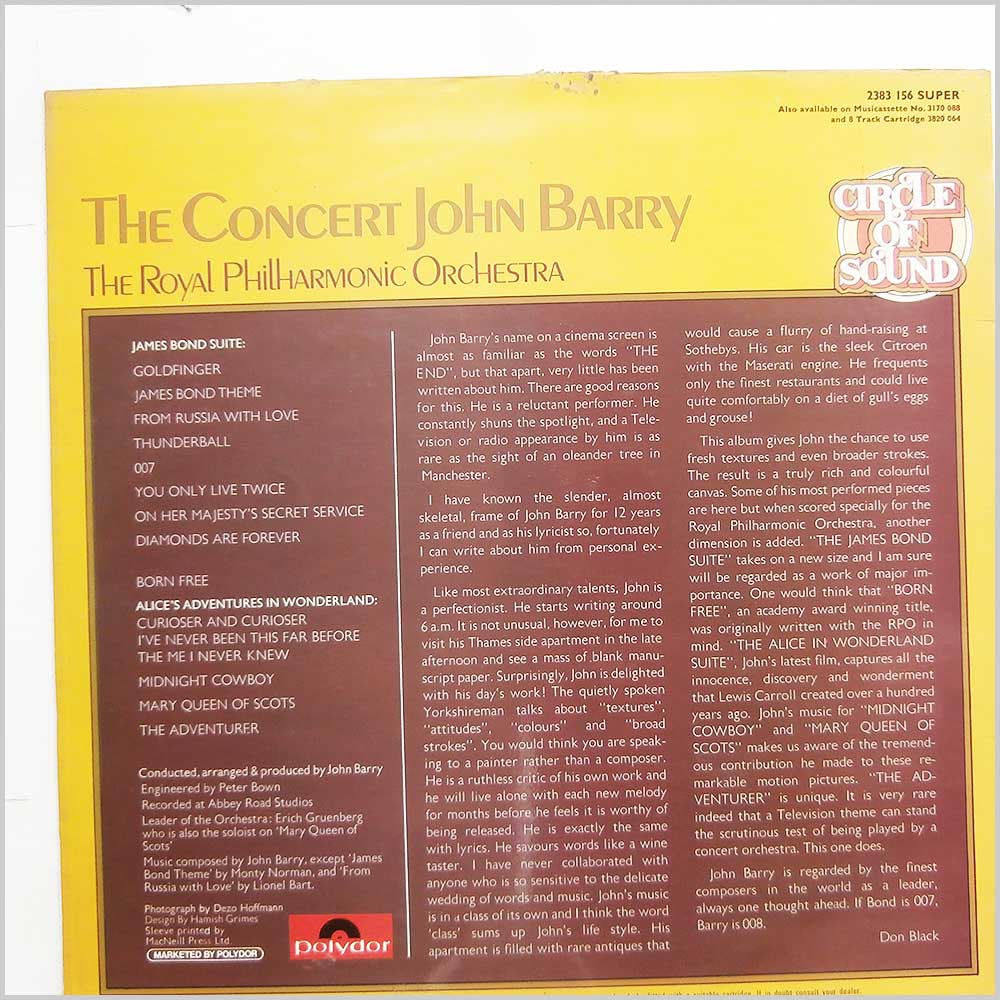 2383 156 SUPER
Also available on Musicassette No. 3170 088
and 8 Track Cartridge 3820 064
CIRCLE
OF
SOUND
THE CONCERT JOHN BARRY
THE ROYAL PHILHARMONIC ORCHESTRA
JAMES BOND SUITE:
GOLDFINGER
JAMES BOND THEME
FROM RUSSIA WITH LOVE
THUNDERBALL
007
YOU ONLY LIVE TWICE
ON HER MAJESTY'S SECRET SERVICE
DIAMONDS ARE FOREVER
BORN FREE
ALICE'S ADVENTURES IN WONDERLAND:
CURIOSER AND CURIOSER
I'VE NEVER BEEN THIS FAR BEFORE
THE ME I NEVER KNEW
MIDNIGHT COWBOY
MARY QUEEN OF SCOTS
THE ADVENTURER
Conducted, arranged & produced by John Barry
Engineered by Peter Bown
Recorded at Abbey Road Studios
Leader of the Orchestra: Erich Gruenberg
who is also the soloist on 'Mary Queen of
Scots'
Music composed by John Barry, except 'James
Bond Theme' by Monty Norman, and 'From
Russia with Love' by Lionel Bart.
Photograph by Dezo Hoffmann
Design By Hamish Grimes
Sleeve printed by
MacNeill Press Ltd.
MARKETED BY POLYDOR
Polydor
John Barry's name on a cinema screen is
almost as familiar as the words "THE
END", but that apart, very little has been
written about him. There are good reasons
for this. He is a reluctant performer. He
constantly shuns the spotlight, and a Tele-
vision or radio appearance by him is as
rare as the sight of an oleander tree in
Manchester.
I have known the slender, almost
skeletal, frame of John Barry for 12 years
as a friend and as his lyricist so, fortunately
I can write about him from personal ex-
perience.
Like most extraordinary talents, John is
a perfectionist. He starts writing around
6 a.m. It is not unusual, however, for me to
visit his Thames side apartment in the late
afternoon and see a mass of blank manu-
script paper. Surprisingly, John is delighted
with his day's work! The quietly spoken
Yorkshireman talks about "textures",
"attitudes", "colours" and "broad
strokes". You would think you are speak-
ing to a painter rather than a composer.
He is a ruthless critic of his own work and
he will live alone with each new melody
for months before he feels it is worthy of
being released. He is exactly the same
with lyrics. He savours words like a wine
taster. I have never collaborated with
anyone who is so sensitive to the delicate
wedding of words and music. John's music
is in a class of its own and I think the word
'class' sums up John's life style. His
apartment is filled with rare antiques that
would cause a flurry of hand-raising at
Sothebys. His car is the sleek Citroen
with the Maserati engine. He frequents
only the finest restaurants and could live
quite comfortably on a diet of gull's eggs
and grouse!
This album gives John the chance to use
fresh textures and even broader strokes.
The result is a truly rich and colourful
canvas. Some of his most performed pieces
are here but when scored specially for the
Royal Philharmonic Orchestra, another
dimension is added. "THE JAMES BOND
SUITE" takes on a new size and I am sure
will be regarded as a work of major im-
portance. One would think that "BORN
FREE", an academy award winning title,
was originally written with the RPO in
mind. "THE ALICE IN WONDERLAND
SUITE", John's latest film, captures all the
innocence, discovery and wonderment
that Lewis Carroll created over a hundred
years ago. John's music for "MIDNIGHT
COWBOY" and "MARY QUEEN OF
SCOTS" makes us aware of the tremend-
ous contribution he made to these re-
markable motion pictures. "THE AD-
VENTURER" is unique. It is very rare
indeed that a Television theme can stand
the scrutinous test of being played by a
concert orchestra. This one does.
John Barry is regarded by the finest
composers in the world as a leader,
always one thought ahead. If Bond is 007,
Barry is 008.
Don Black
fitted with a suitable cartridge. If in doubt consult your dealer.